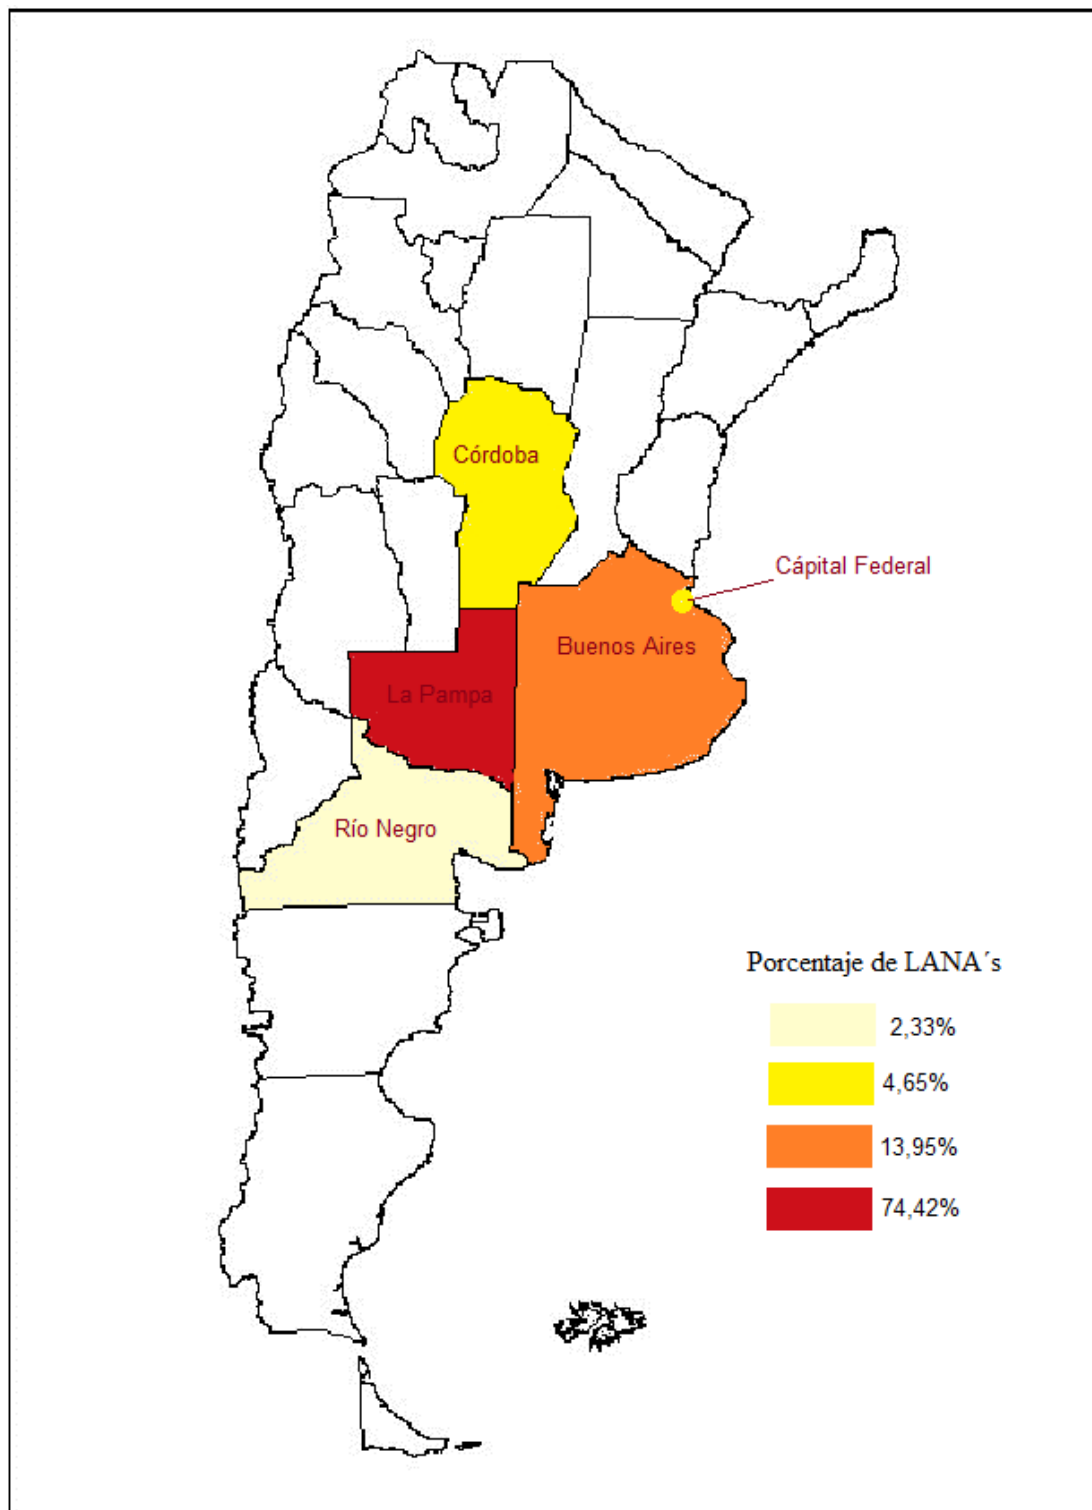 Córdoba
Cápital Federal
Buenos Aires
La Pampa
Río Negro
Porcentaje de LANA´s
2,33%
4,65%
13,95%
74,42%